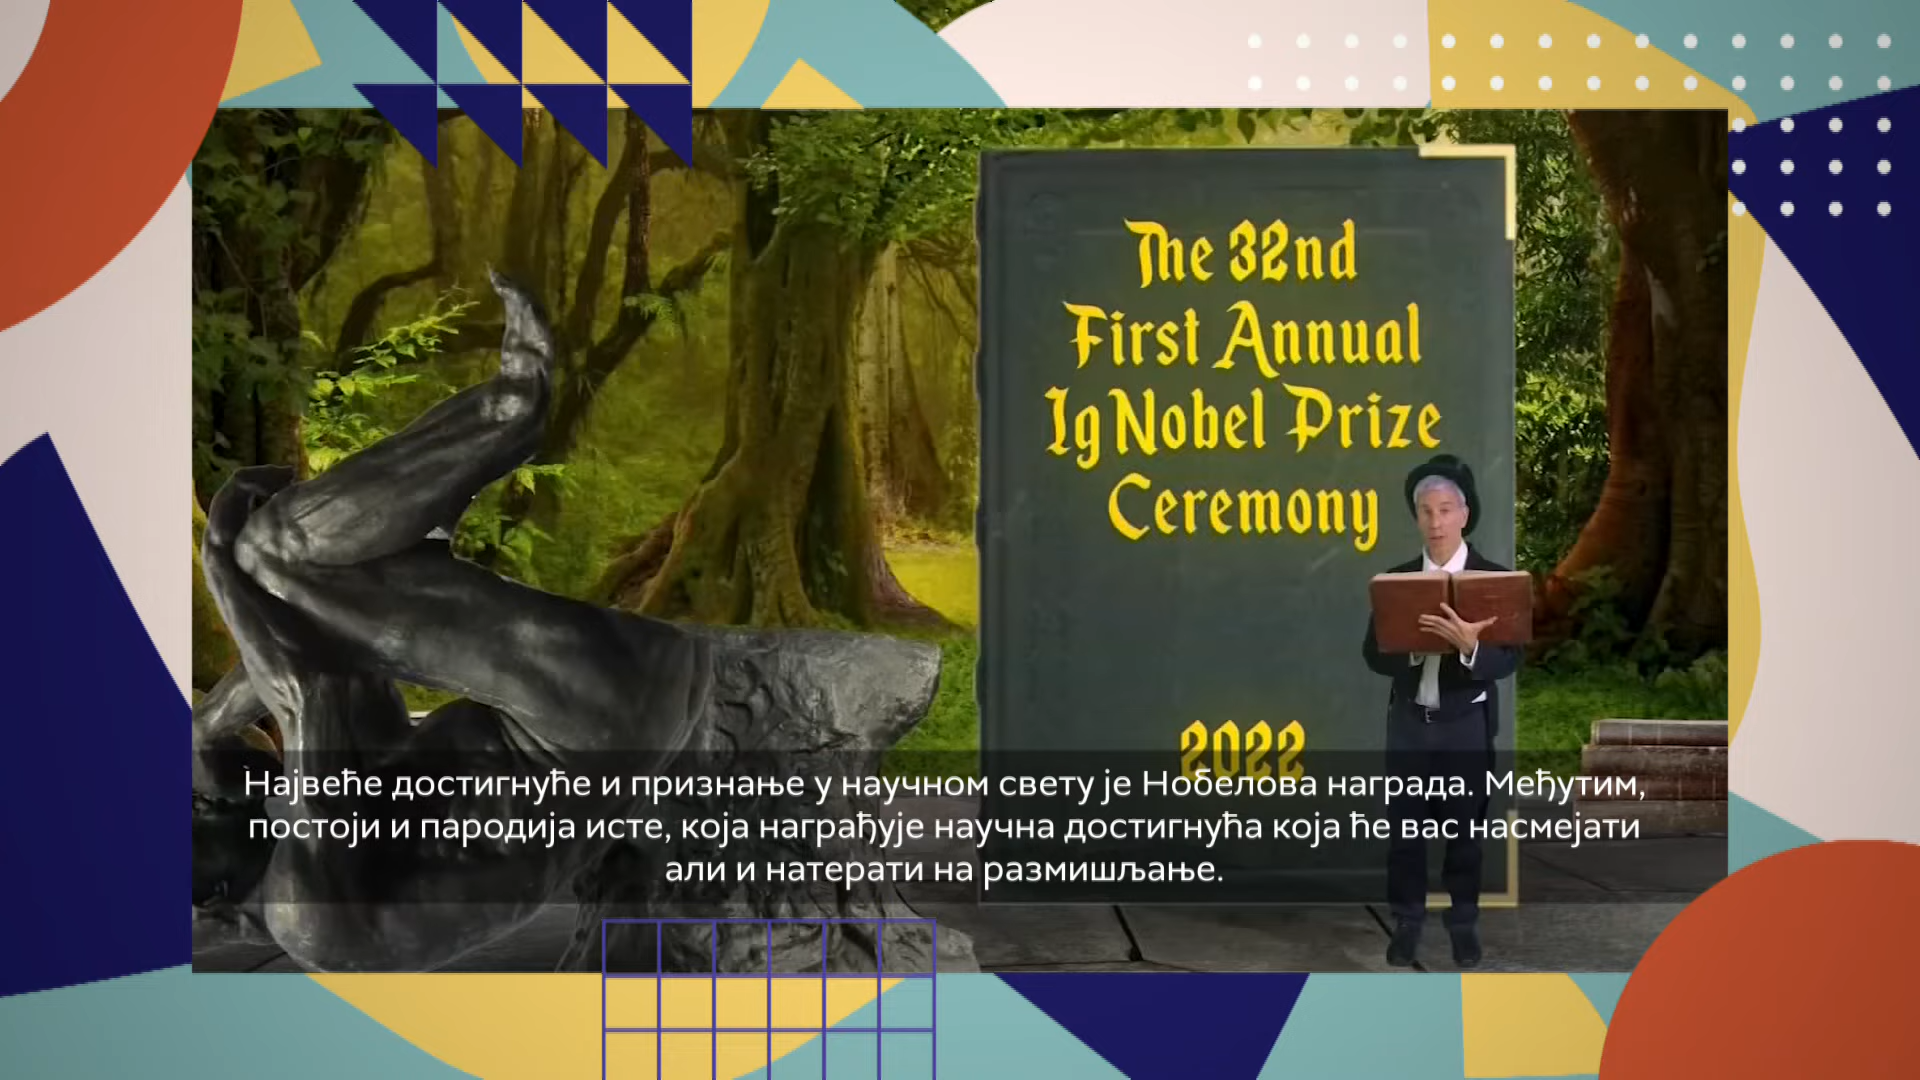 The 32nd
First Annual
Ig Nobel Prize
Ceremony
2022
Највеће достигнуће и признање у научном свету је Нобелова награда. Међутим,
постоји и пародија исте, која награђује научна достигнућа која ће вас насмејати
али и натерати на размишљање.